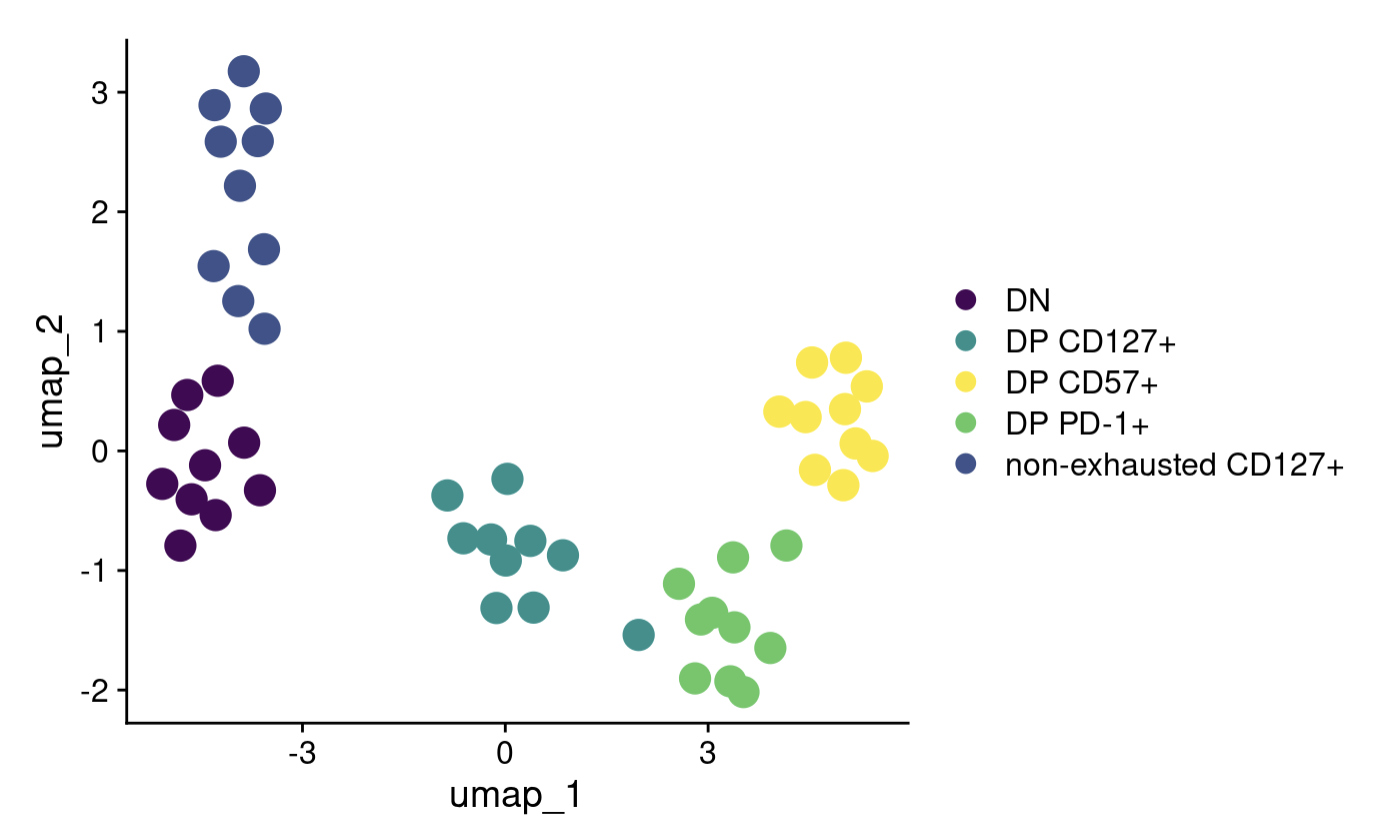 3
2
1
0
-1
-2
umap_2
-3
0
3
umap_1
DN
DP CD127+
DP CD57+
DP PD-1+
non-exhausted CD127+